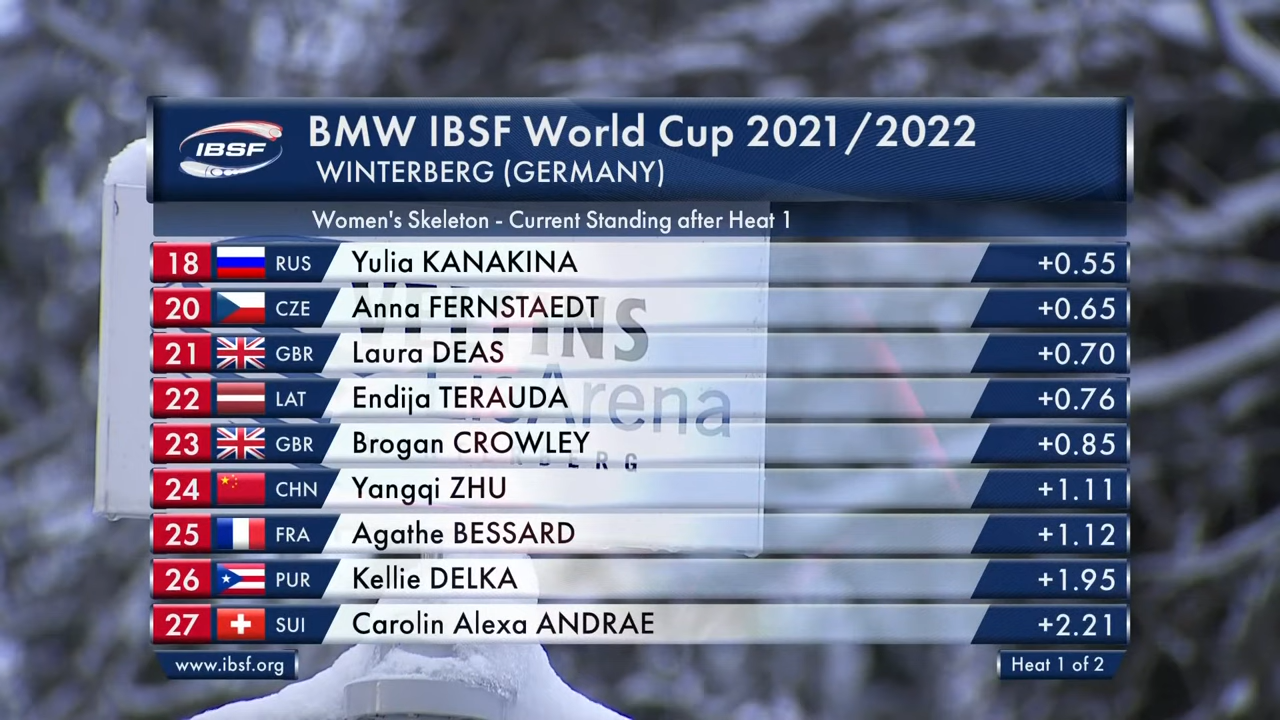 IBSF
BMW IBSF World Cup 2021/2022
WINTERBERG (GERMANY)
Women's Skeleton - Current Standing after Heat 1
18 RUS Yulia KANAKINA +0.55
20 CZE Anna FERNSTAEDT +0.65
21 GBR Laura DEAS +0.70
22 LAT Endija TERAUDA +0.76
23 GBR Brogan CROWLEY +0.85
24 CHN Yangqi ZHU +1.11
25 FRA Agathe BESSARD +1.12
26 PUR Kellie DELKA +1.95
27 SUI Carolin Alexa ANDRAE +2.21
www.ibsf.org
Heat 1 of 2